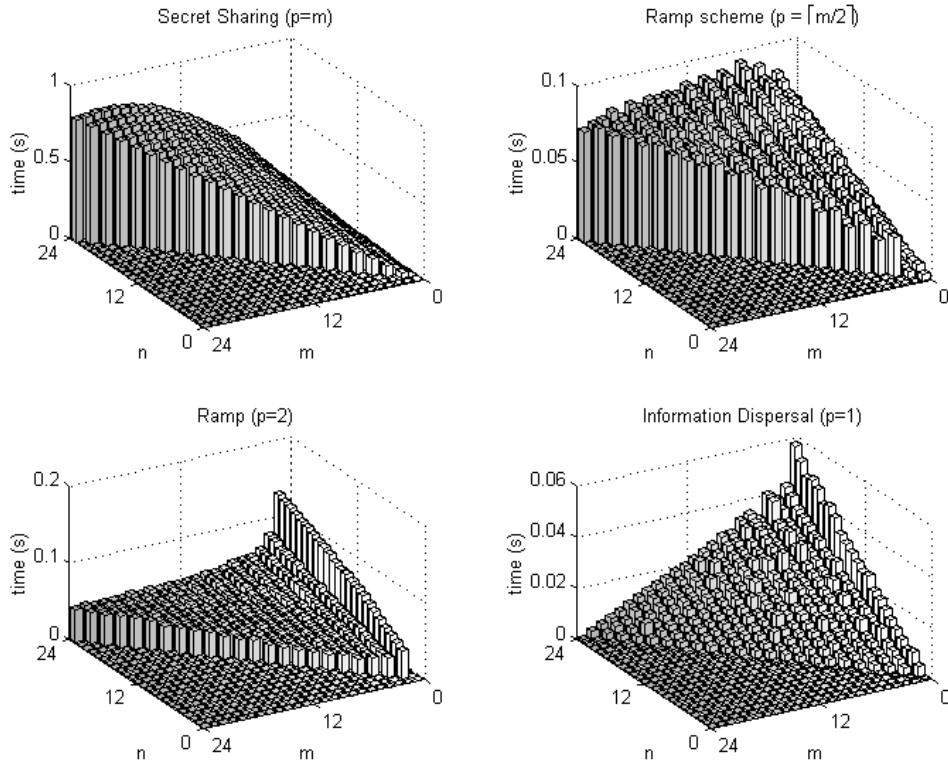 Secret Sharing (p=m)
1
0.5
0
time (s)
24
12
0
n
24
12
0
m
Ramp scheme (p = ⌈m/2⌉)
0.1
0.05
0
time (s)
24
12
0
n
24
12
0
m
Ramp (p=2)
0.2
0.1
0
time (s)
24
12
0
n
24
12
0
m
Information Dispersal (p=1)
0.06
0.04
0.02
0
time (s)
24
12
0
n
24
12
0
m